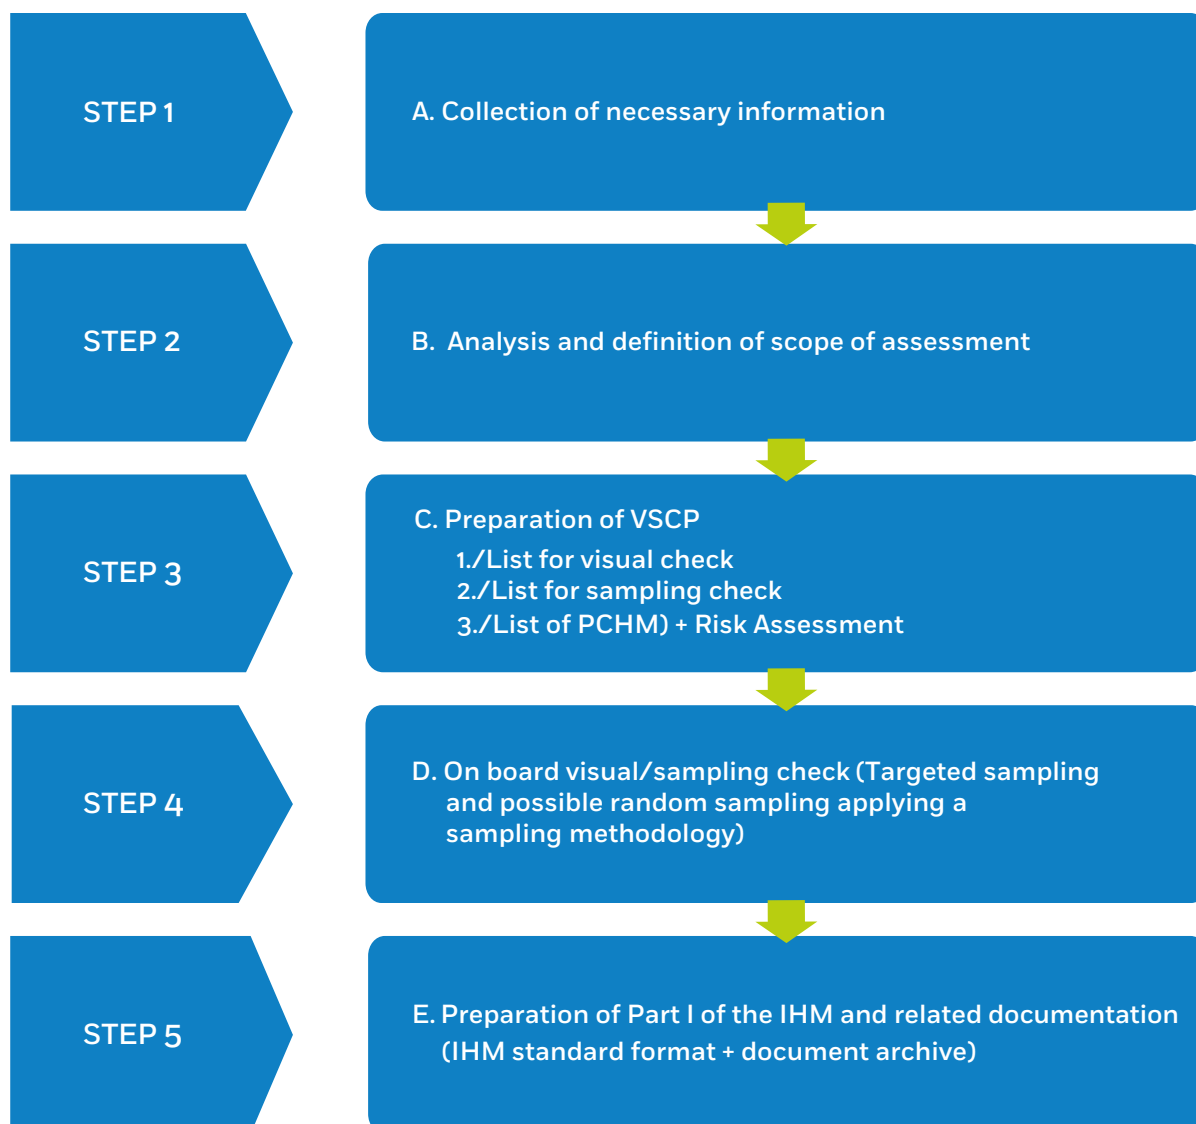 STEP 1
A. Collection of necessary information
STEP 2
B. Analysis and definition of scope of assessment
STEP 3
C. Preparation of VSCP
1./List for visual check
2./List for sampling check
3./List of PCHM) + Risk Assessment
STEP 4
D. On board visual/sampling check (Targeted sampling
and possible random sampling applying a
sampling methodology)
STEP 5
E. Preparation of Part I of the IHM and related documentation
(IHM standard format + document archive)